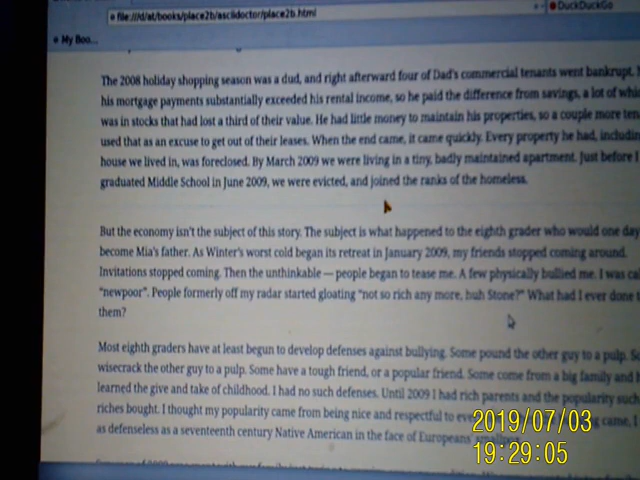 file:///d/at/books/place2b/asciidoctor/place2b.html
DuckDuckGo
My Boo...
The 2008 holiday shopping season was a dud, and right afterward four of Dad's commercial tenants went bankrupt.
his mortgage payments substantially exceeded his rental income, so he paid the difference from savings, a lot of whi
was in stocks that had lost a third of their value. He had little money to maintain his properties, so a couple more ten
used that as an excuse to get out of their leases. When the end came, it came quickly. Every property he had, includin
house we lived in, was foreclosed. By March 2009 we were living in a tiny, badly maintained apartment. Just before I
graduated Middle School in June 2009, we were evicted, and joined the ranks of the homeless.
But the economy isn't the subject of this story. The subject is what happened to the eighth grader who would one day
become Mia's father. As Winter's worst cold began its retreat in January 2009, my friends stopped coming around.
Invitations stopped coming. Then the unthinkable — people began to tease me. A few physically bullied me. I was cal
"newpoor". People formerly off my radar started gloating "not so rich any more, huh Stone?" What had I ever done t
them?
Most eighth graders have at least begun to develop defenses against bullying. Some pound the other guy to a pulp. So
wisecrack the other guy to a pulp. Some have a tough friend, or a popular friend. Some come from a big family and
learned the give and take of childhood. I had no such defenses. Until 2009 I had rich parents and the popularity such
riches bought. I thought my popularity came from being nice and respectful to came, I
as defenseless as a seventeenth century Native American in the face of Europeans' smallpox
2019/07/03
19:29:05